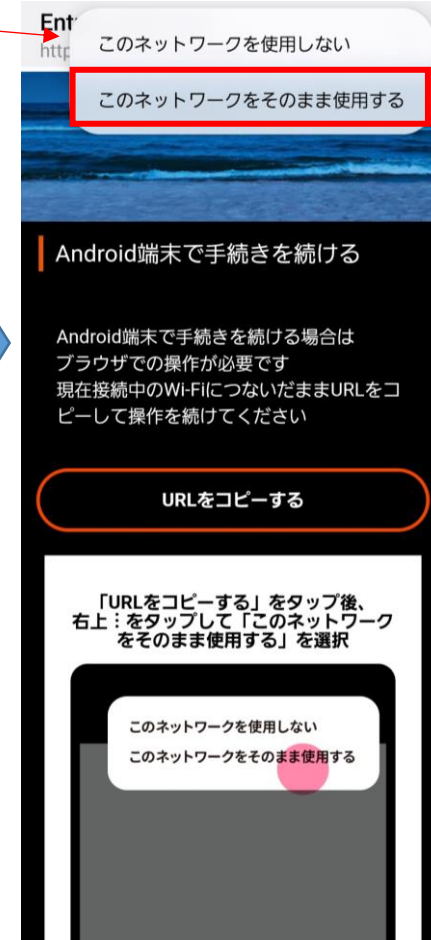 Ent
http
このネットワークを使用しない
このネットワークをそのまま使用する
Android端末で手続きを続ける
Android端末で手続きを続ける場合は
ブラウザでの操作が必要です
現在接続中のWi-FiにつないだままURLをコ
ピーして操作を続けてください
URLをコピーする
「URLをコピーする」をタップ後、
右上︙をタップして「このネットワーク
をそのまま使用する」を選択
このネットワークを使用しない
このネットワークをそのまま使用する